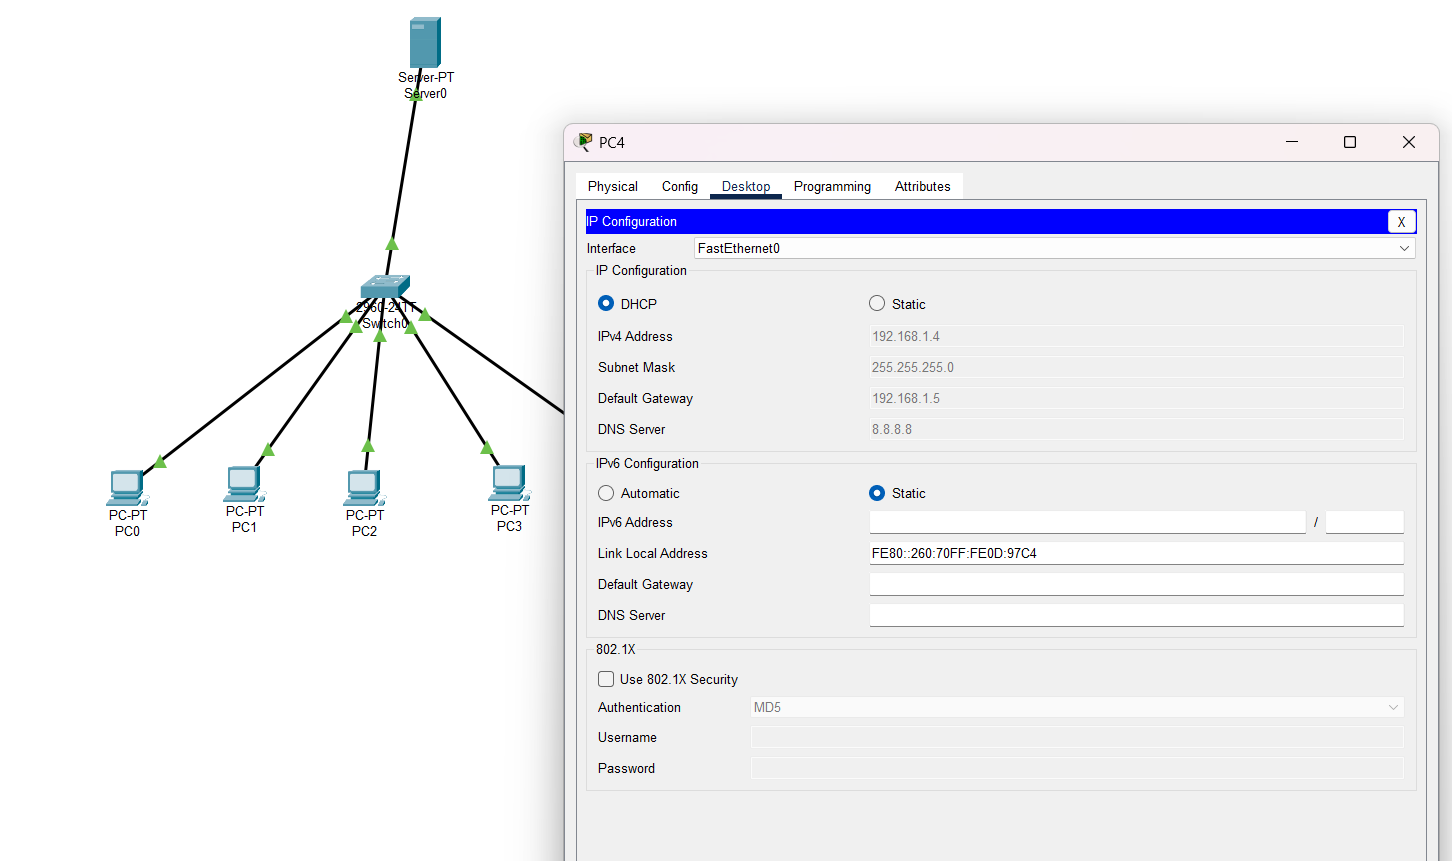 Server-PT
Server0
2960-24TT
Switch0
PC-PT
PC0
PC-PT
PC1
PC-PT
PC2
PC-PT
PC3
PC4
Physical Config Desktop Programming Attributes
IP Configuration X
Interface FastEthernet0
IP Configuration
DHCP Static
IPv4 Address 192.168.1.4
Subnet Mask 255.255.255.0
Default Gateway 192.168.1.5
DNS Server 8.8.8.8
IPv6 Configuration
Automatic Static
IPv6 Address /
Link Local Address FE80::260:70FF:FE0D:97C4
Default Gateway
DNS Server
802.1X
Use 802.1X Security
Authentication MD5
Username
Password